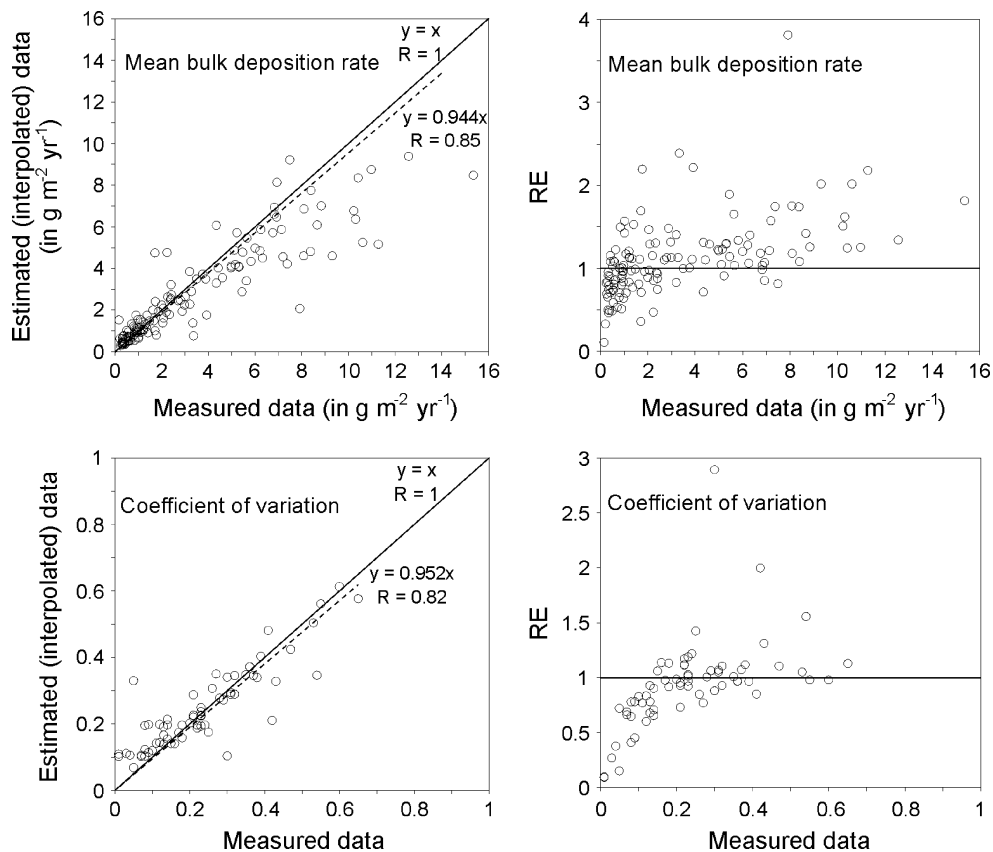 Estimated (interpolated) data
(in g m⁻² yr⁻¹)
16
14
12
10
8
6
4
2
0
Mean bulk deposition rate
y = x
R = 1
y = 0.944x
R = 0.85
0 2 4 6 8 10 12 14 16
Measured data (in g m⁻² yr⁻¹)
RE
4
3
2
1
0
Mean bulk deposition rate
0 2 4 6 8 10 12 14 16
Measured data (in g m⁻² yr⁻¹)
Estimated (interpolated) data
1
0.8
0.6
0.4
0.2
0
Coefficient of variation
y = x
R = 1
y = 0.952x
R = 0.82
0 0.2 0.4 0.6 0.8 1
Measured data
RE
3
2.5
2
1.5
1
0.5
0
Coefficient of variation
0 0.2 0.4 0.6 0.8 1
Measured data